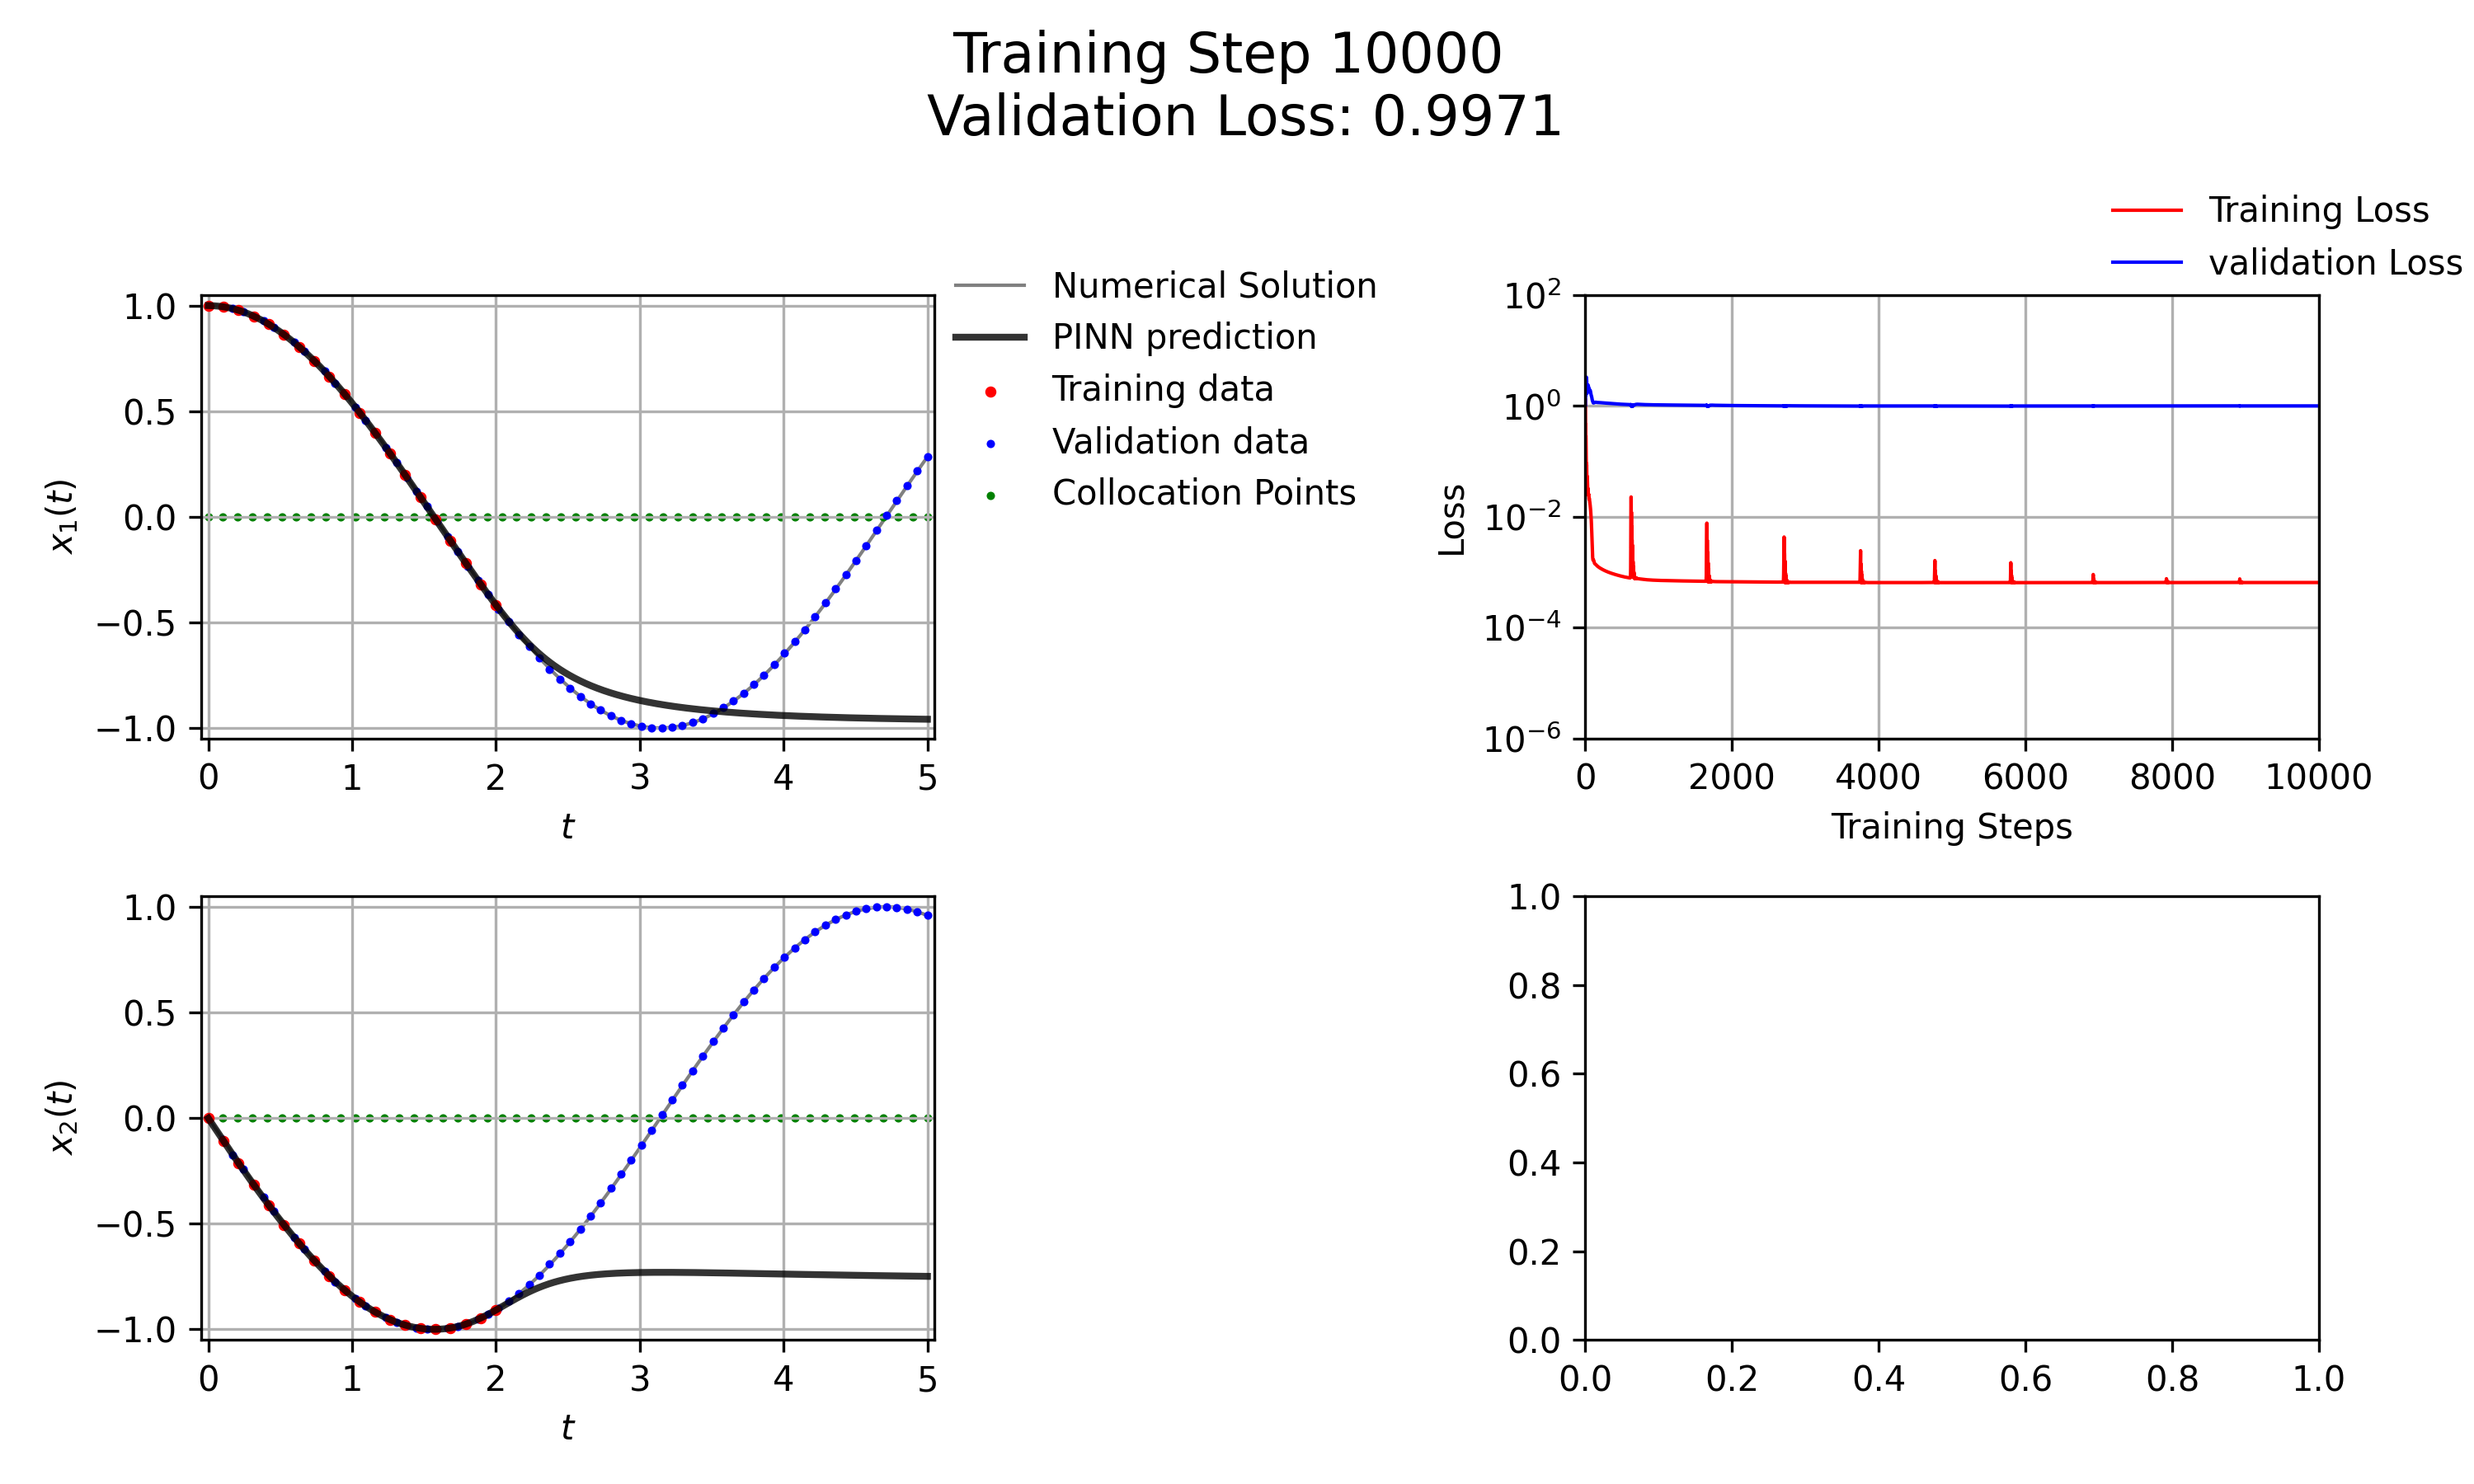 Training Step 10000
Validation Loss: 0.9971
Training Loss
validation Loss
Numerical Solution
PINN prediction
Training data
Validation data
Collocation Points
1.0
0.5
0.0
−0.5
−1.0
x₁(t)
0 1 2 3 4 5
t
10²
10⁰
10⁻²
10⁻⁴
10⁻⁶
Loss
0 2000 4000 6000 8000 10000
Training Steps
1.0
0.5
0.0
−0.5
−1.0
x₂(t)
0 1 2 3 4 5
t
1.0
0.8
0.6
0.4
0.2
0.0
0.0 0.2 0.4 0.6 0.8 1.0